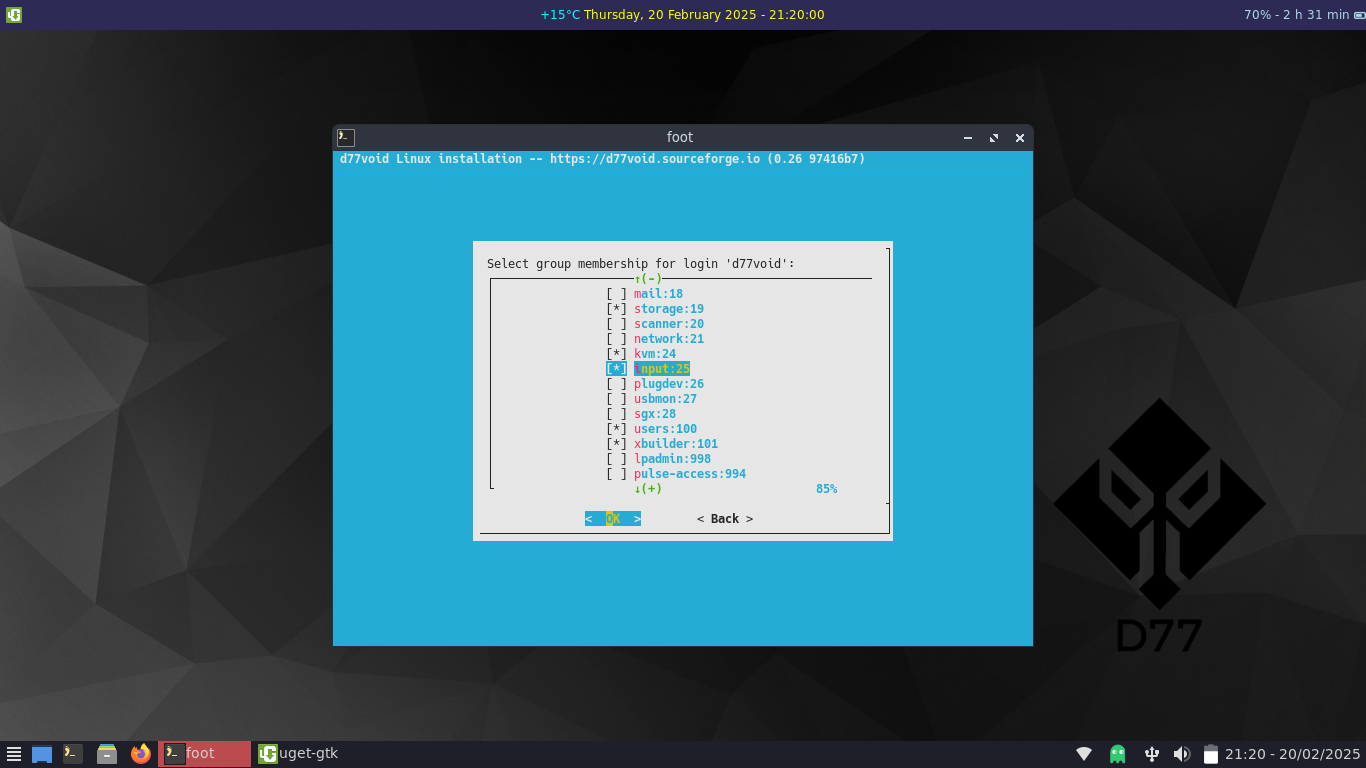 +15°C Thursday, 20 February 2025 - 21:20:00
70% - 2 h 31 min
foot
d77void Linux installation -- https://d77void.sourceforge.io (0.26 97416b7)
Select group membership for login 'd77void':
↑(-)
[ ] mail:18
[*] storage:19
[ ] scanner:20
[ ] network:21
[*] kvm:24
[*] input:25
[ ] plugdev:26
[ ] usbmon:27
[ ] sgx:28
[*] users:100
[*] xbuilder:101
[ ] lpadmin:998
[ ] pulse-access:994
↓(+) 85%
< OK > < Back >
D77
foot
uget-gtk
21:20 - 20/02/2025